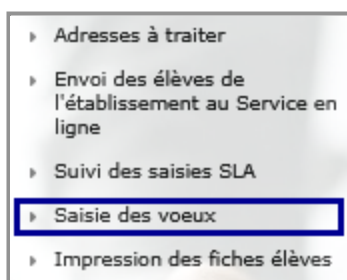 Adresses à traiter
Envoi des élèves de
l'établissement au Service en
ligne
Suivi des saisies SLA
Saisie des voeux
Impression des fiches élèves